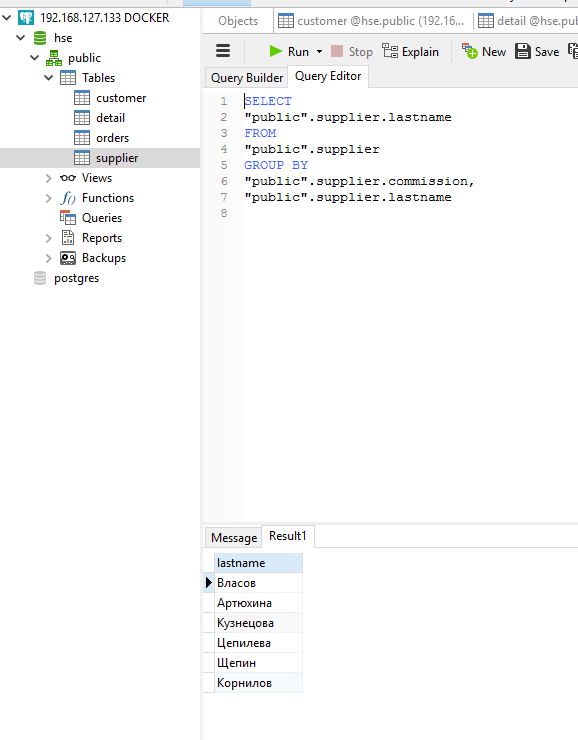 192.168.127.133 DOCKER
hse
public
Tables
customer
detail
orders
supplier
Views
Functions
Queries
Reports
Backups
postgres
Objects
customer @hse.public (192.16...
detail @hse.pu
Run
Stop
Explain
New
Save
Query Builder
Query Editor
1 SELECT
2 "public".supplier.lastname
3 FROM
4 "public".supplier
5 GROUP BY
6 "public".supplier.commission,
7 "public".supplier.lastname
8
Message
Result1
lastname
Власов
Артюхина
Кузнецова
Цепилева
Щепин
Корнилов